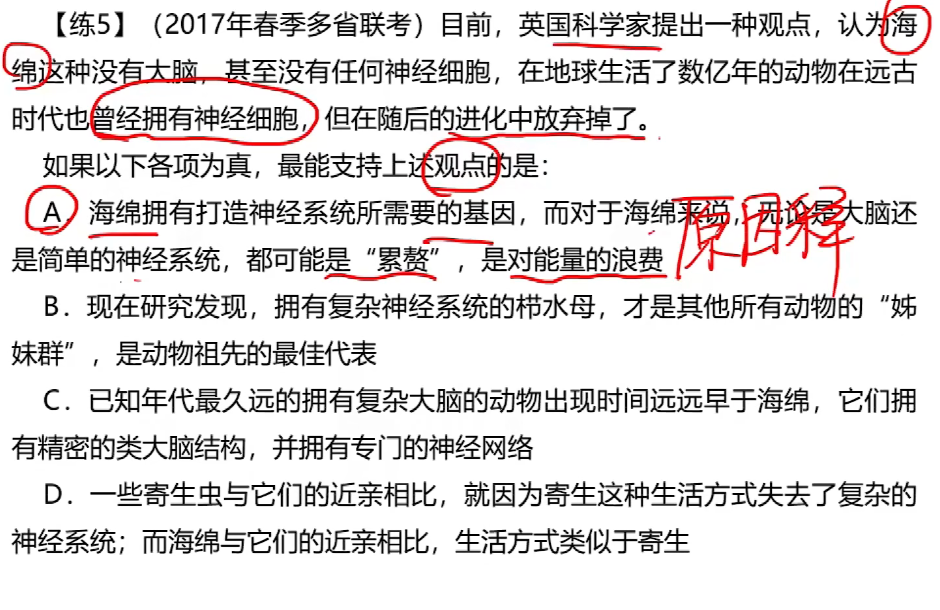 【练5】（2017年春季多省联考）目前，英国科学家提出一种观点，认为海
绵这种没有大脑，甚至没有任何神经细胞，在地球生活了数亿年的动物在远古
时代也曾经拥有神经细胞，但在随后的进化中放弃掉了。
如果以下各项为真，最能支持上述观点的是：
A．海绵拥有打造神经系统所需要的基因，而对于海绵来说，无论是大脑还
是简单的神经系统，都可能是“累赘”，是对能量的浪费
原因释
B．现在研究发现，拥有复杂神经系统的栉水母，才是其他所有动物的“姊
妹群”，是动物祖先的最佳代表
C．已知年代最久远的拥有复杂大脑的动物出现时间远远早于海绵，它们拥
有精密的类大脑结构，并拥有专门的神经网络
D．一些寄生虫与它们的近亲相比，就因为寄生这种生活方式失去了复杂的
神经系统；而海绵与它们的近亲相比，生活方式类似于寄生